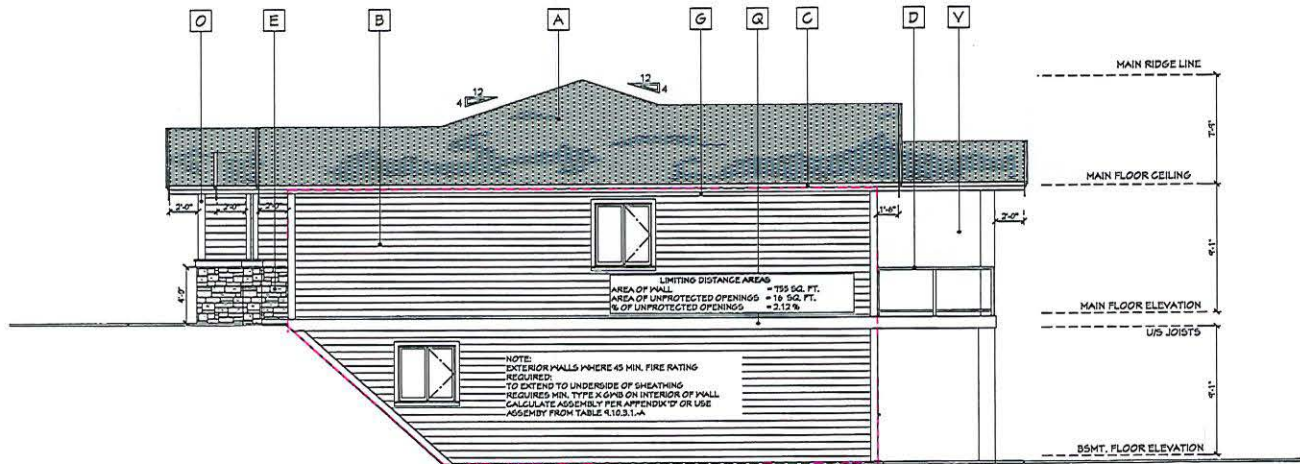 O E B A G Q C D Y
MAIN RIDGE LINE
12 12
4 4
7'-9"
MAIN FLOOR CEILING
2'-0" 2'-0" 2'-0" 1'-6" 2'-0"
9'-1"
4'-0"
LIMITING DISTANCE AREAS
AREA OF WALL = 755 SQ. FT.
AREA OF UNPROTECTED OPENINGS = 16 SQ. FT.
% OF UNPROTECTED OPENINGS = 2.12 %
MAIN FLOOR ELEVATION
U/S JOISTS
NOTE:
EXTERIOR WALLS WHERE 45 MIN. FIRE RATING
REQUIRED:
TO EXTEND TO UNDERSIDE OF SHEATHING
REQUIRES MIN. TYPE X GWB ON INTERIOR OF WALL
CALCULATE ASSEMBLY PER APPENDIX 'D' OR USE
ASSEMBY FROM TABLE 9.10.3.1.-A
9'-1"
BSMT. FLOOR ELEVATION